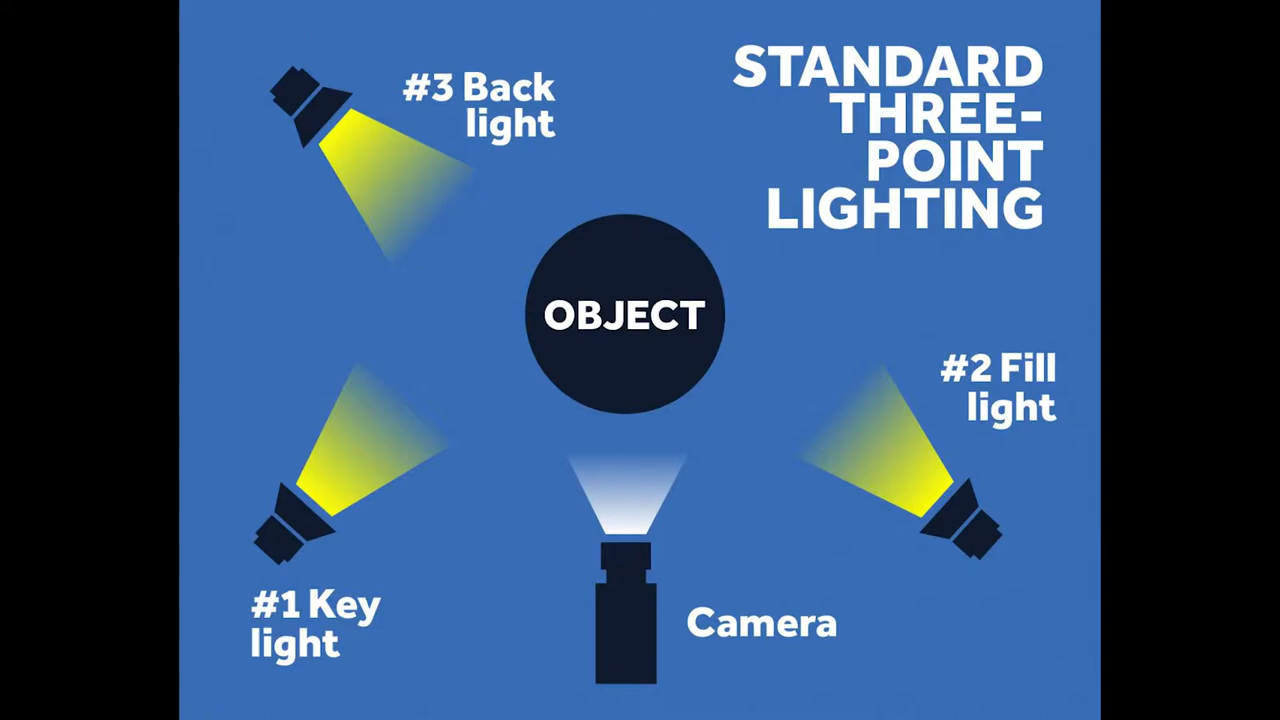 #3 Back
light
STANDARD
THREE-
POINT
LIGHTING
OBJECT
#2 Fill
light
#1 Key
light
Camera